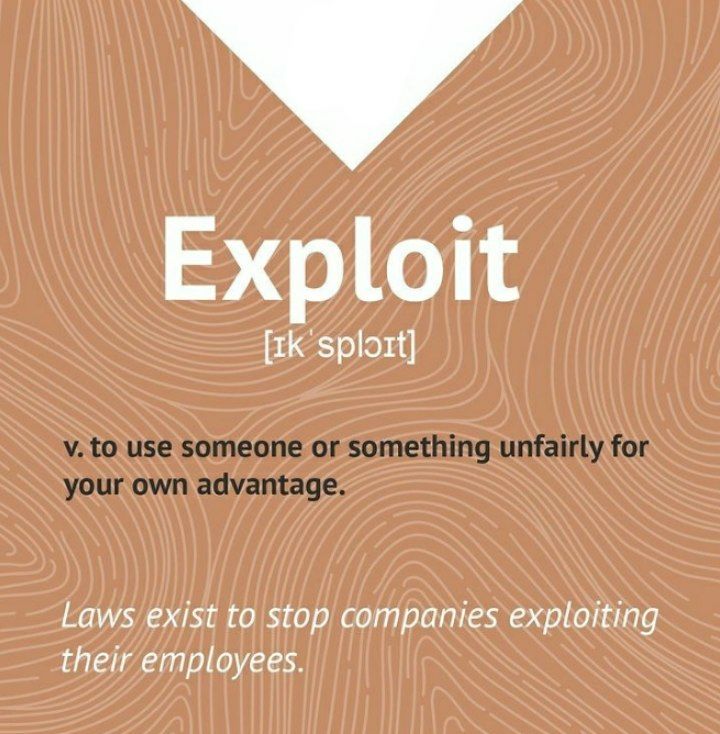 Exploit
[ɪkˈsplɔɪt]
v. to use someone or something unfairly for
your own advantage.
Laws exist to stop companies exploiting
their employees.